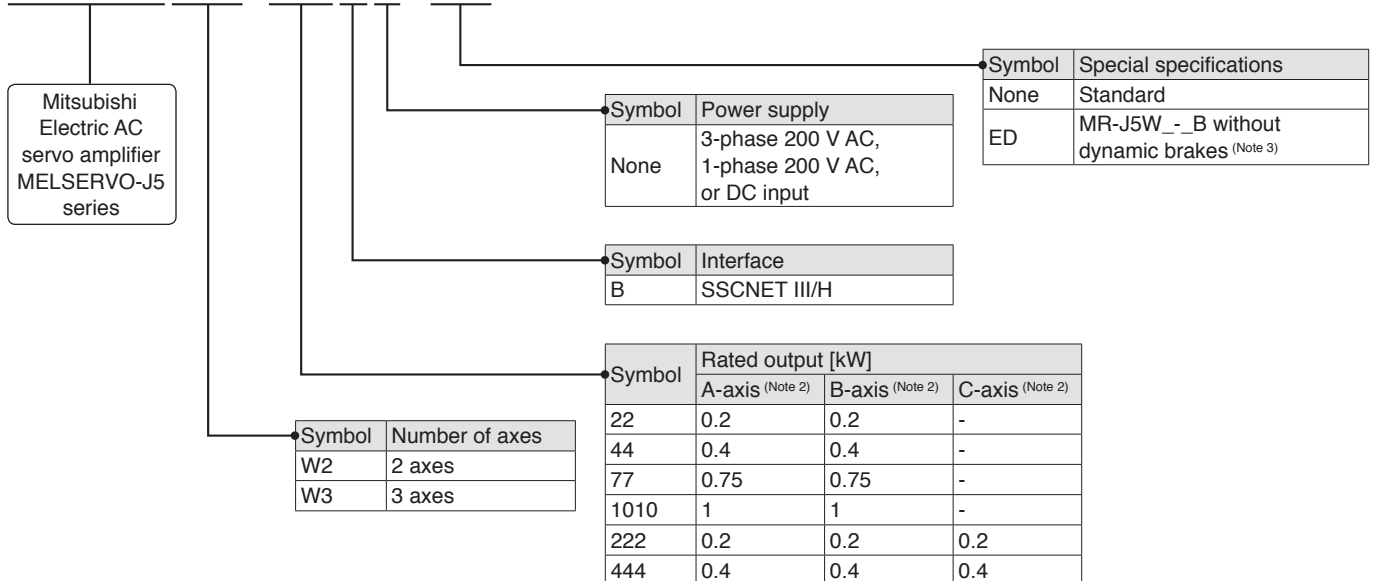 Mitsubishi
Electric AC
servo amplifier
MELSERVO-J5
series
Symbol Special specifications
None Standard
ED MR-J5W_-_B without
dynamic brakes (Note 3)
Symbol Power supply
None 3-phase 200 V AC,
1-phase 200 V AC,
or DC input
Symbol Interface
B SSCNET III/H
Symbol Rated output [kW]
A-axis (Note 2) B-axis (Note 2) C-axis (Note 2)
22 0.2 0.2 -
44 0.4 0.4 -
77 0.75 0.75 -
1010 1 1 -
222 0.2 0.2 0.2
444 0.4 0.4 0.4
Symbol Number of axes
W2 2 axes
W3 3 axes